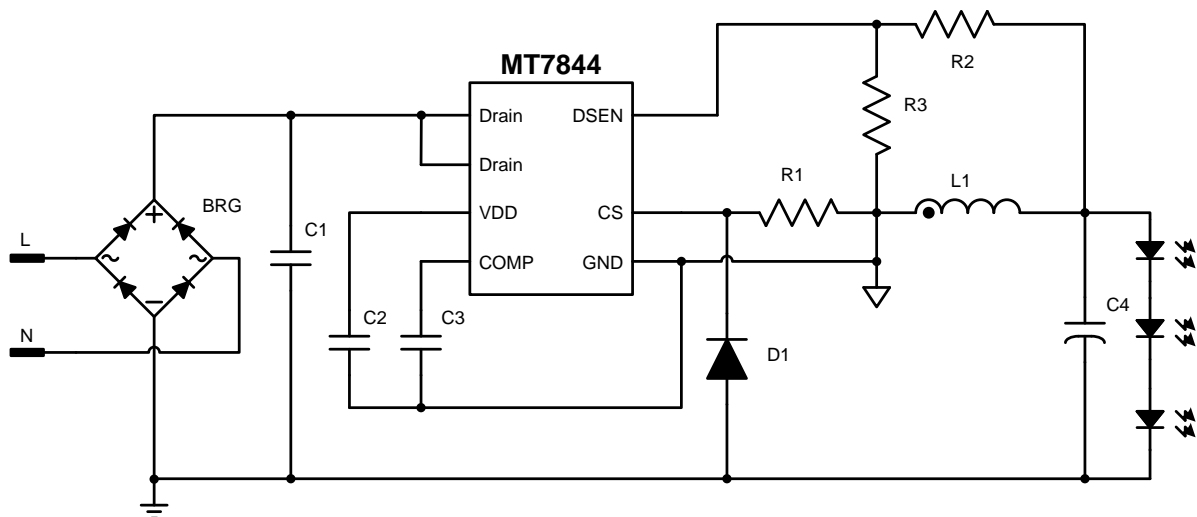 MT7844
R2
R3
Drain
DSEN
Drain
R1
L1
BRG
VDD
CS
C1
L
COMP
GND
C2
C3
C4
N
D1